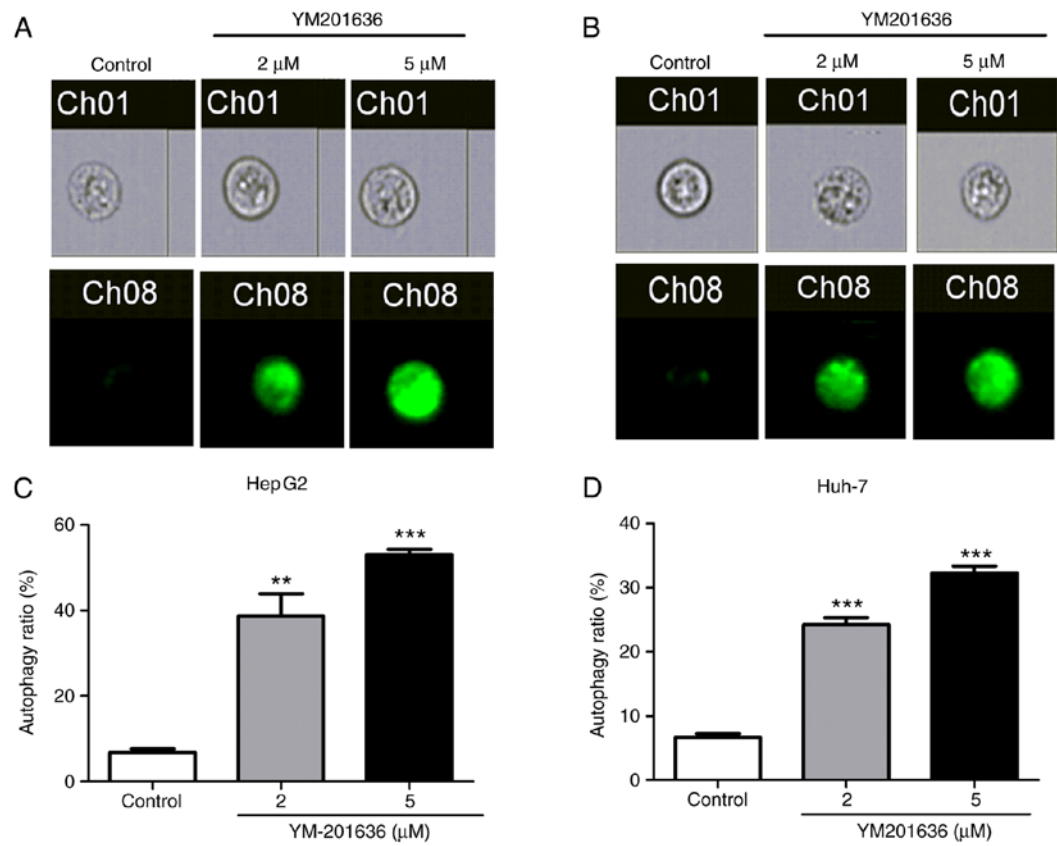 A
YM201636
Control
2 μM
5 μM
Ch01
Ch01
Ch01
Ch08
Ch08
Ch08
B
YM201636
Control
2 μM
5 μM
Ch01
Ch01
Ch01
Ch08
Ch08
Ch08
C
HepG2
Autophagy ratio (%)
60
40
20
0
**
***
Control
2
5
YM-201636 (μM)
D
Huh-7
Autophagy ratio (%)
40
30
20
10
0
***
***
Control
2
5
YM201636 (μM)